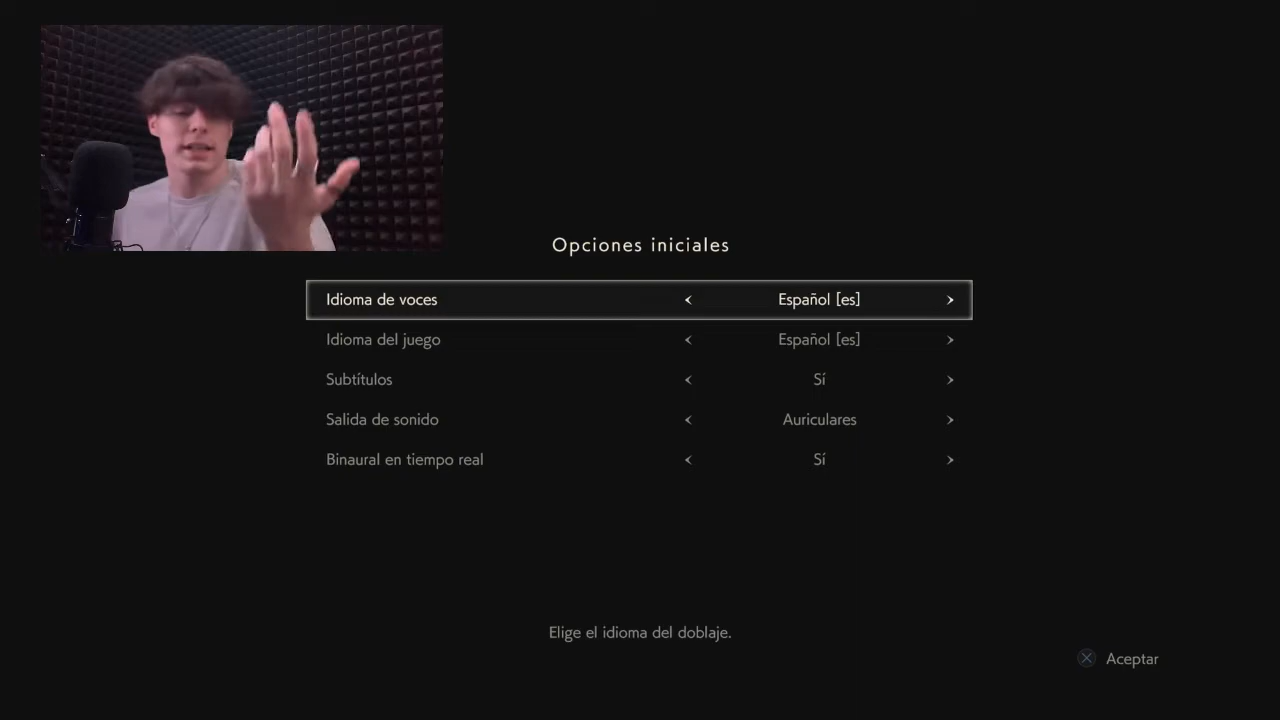 Opciones iniciales
Idioma de voces < Español [es] >
Idioma del juego < Español [es] >
Subtítulos < Sí >
Salida de sonido < Auriculares >
Binaural en tiempo real < Sí >
Elige el idioma del doblaje.
Aceptar